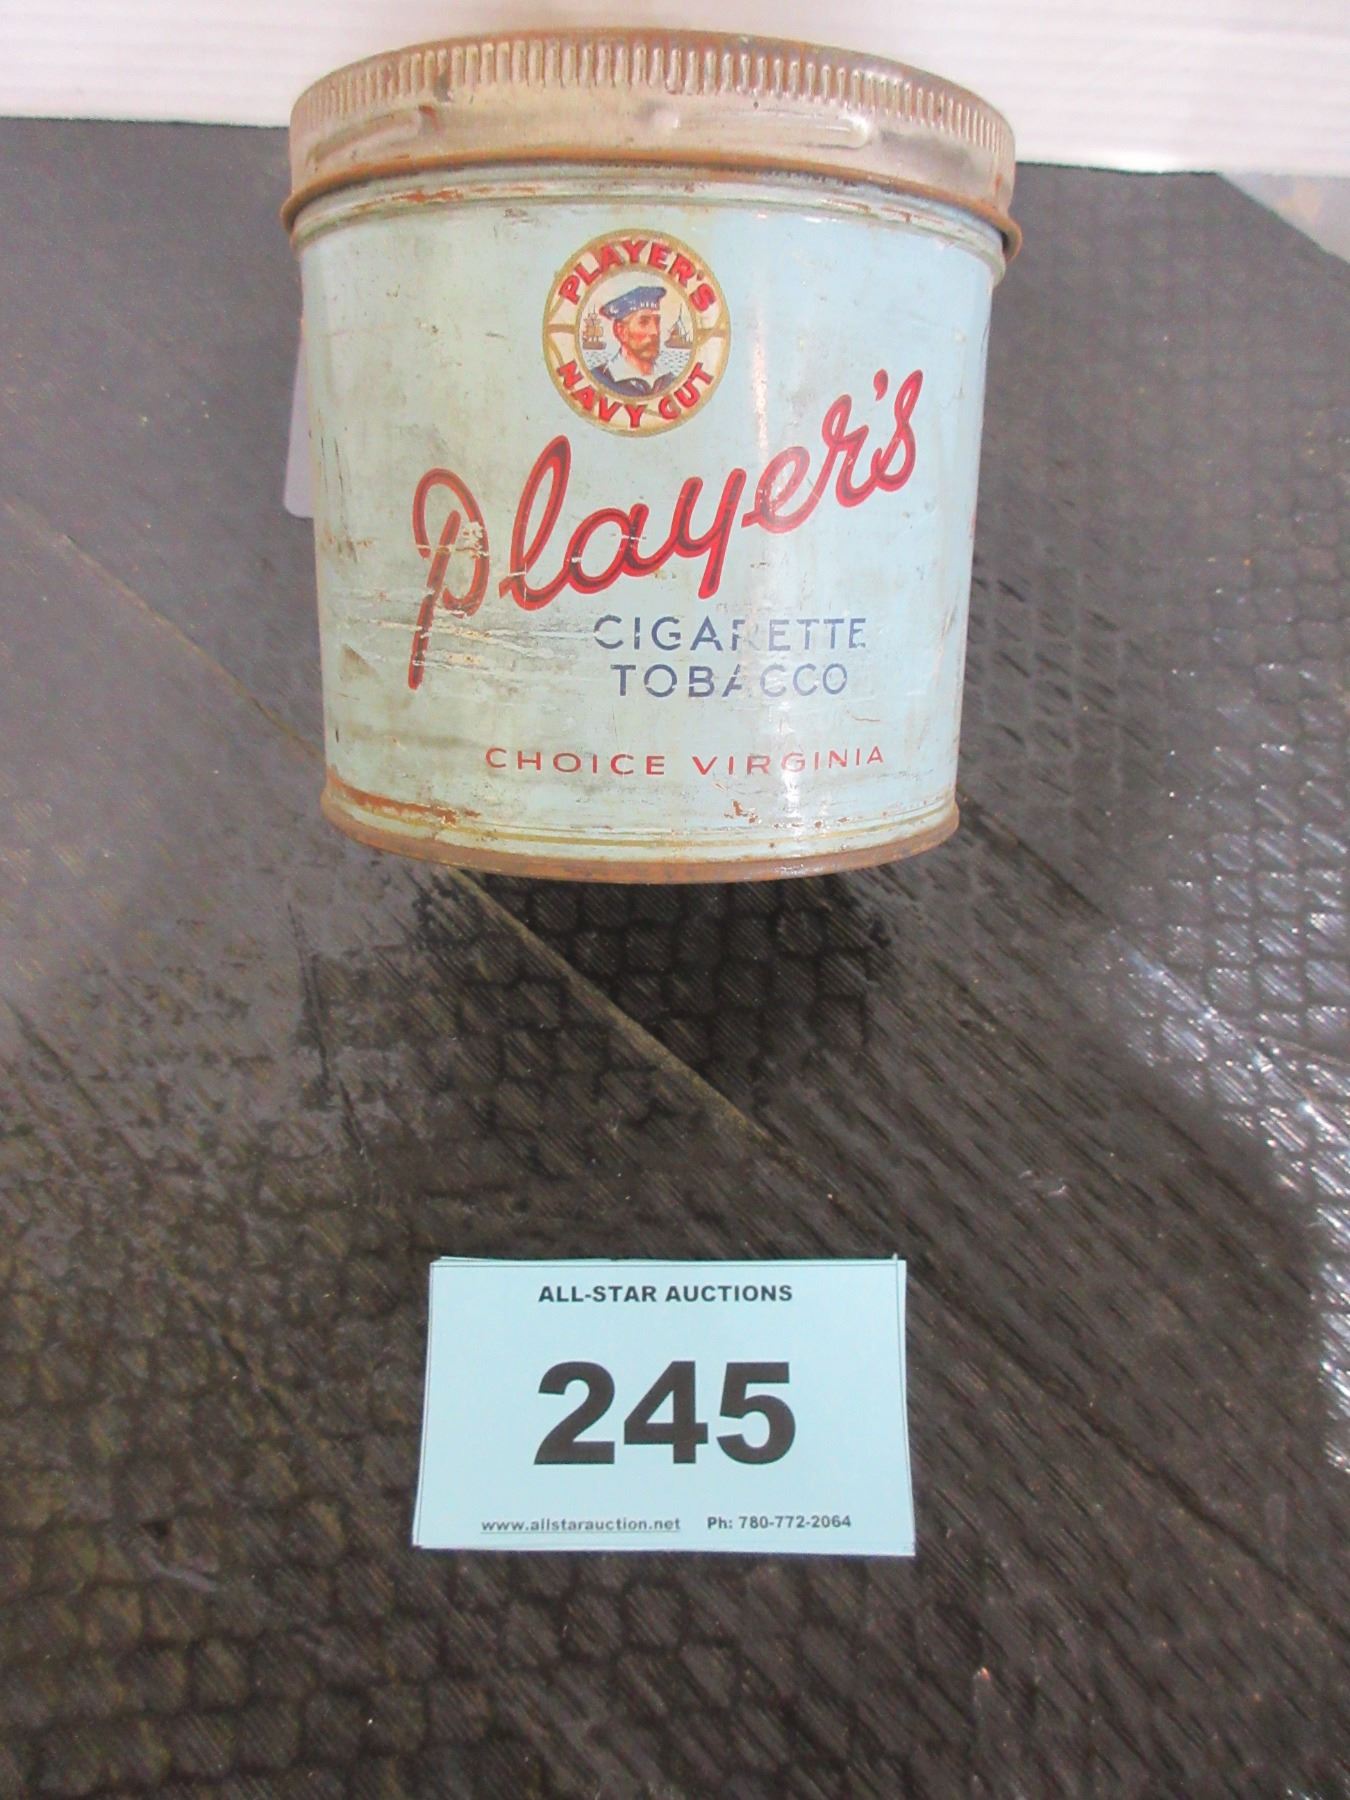 PLAYER'S
NAVY CUT
Player's
CIGARETTE
TOBACCO
CHOICE VIRGINIA
ALL-STAR AUCTIONS
245
www.allstarauction.net Ph: 780-772-2064